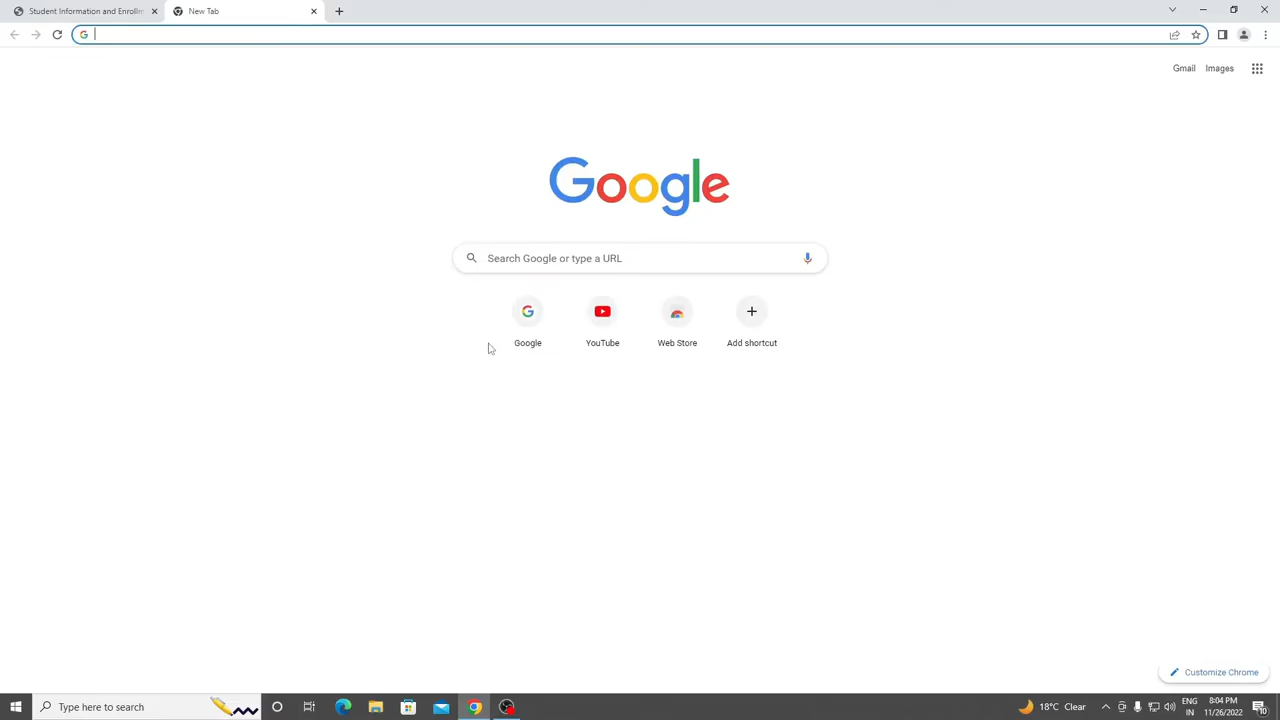 Student Information and Enrollm
New Tab
Gmail
Images
Google
Search Google or type a URL
Google
YouTube
Web Store
Add shortcut
Customize Chrome
Type here to search
18°C Clear
ENG
IN
8:04 PM
11/26/2022
10